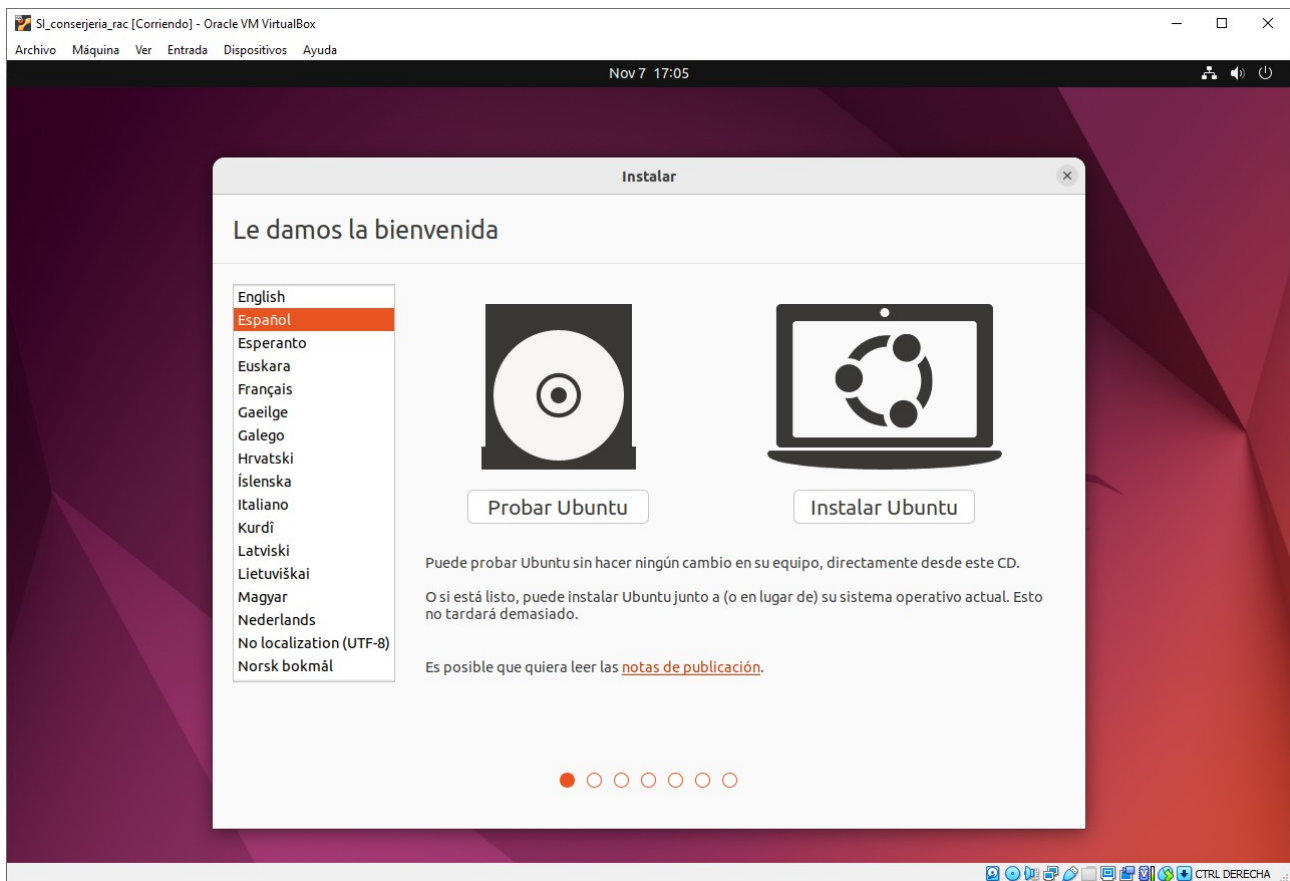 SI_conserjeria_rac [Corriendo] - Oracle VM VirtualBox
Archivo Máquina Ver Entrada Dispositivos Ayuda
Nov 7 17:05
Instalar
Le damos la bienvenida
English
Español
Esperanto
Euskara
Français
Gaeilge
Galego
Hrvatski
Íslenska
Italiano
Kurdî
Latviski
Lietuviškai
Magyar
Nederlands
No localization (UTF-8)
Norsk bokmål
Probar Ubuntu
Instalar Ubuntu
Puede probar Ubuntu sin hacer ningún cambio en su equipo, directamente desde este CD.
O si está listo, puede instalar Ubuntu junto a (o en lugar de) su sistema operativo actual. Esto
no tardará demasiado.
Es posible que quiera leer las notas de publicación.
CTRL DERECHA